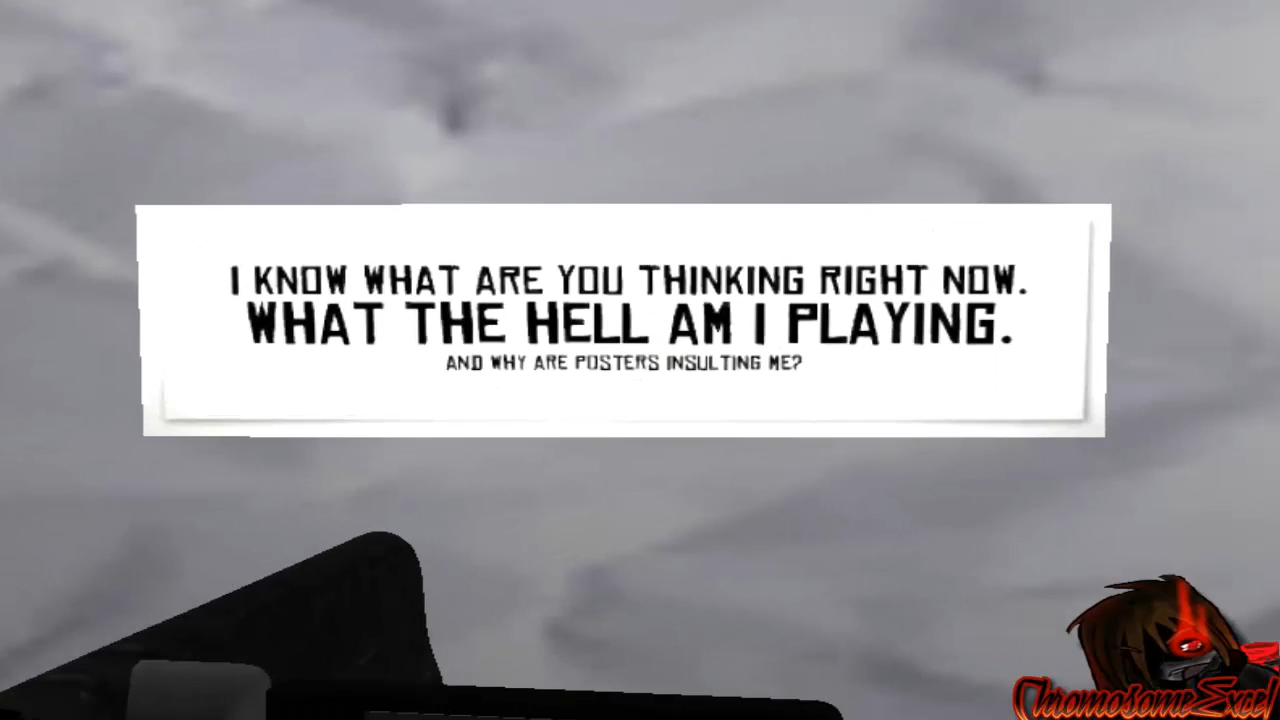 I KNOW WHAT ARE YOU THINKING RIGHT NOW.
WHAT THE HELL AM I PLAYING.
AND WHY ARE POSTERS INSULTING ME?
ChromosomeExcel